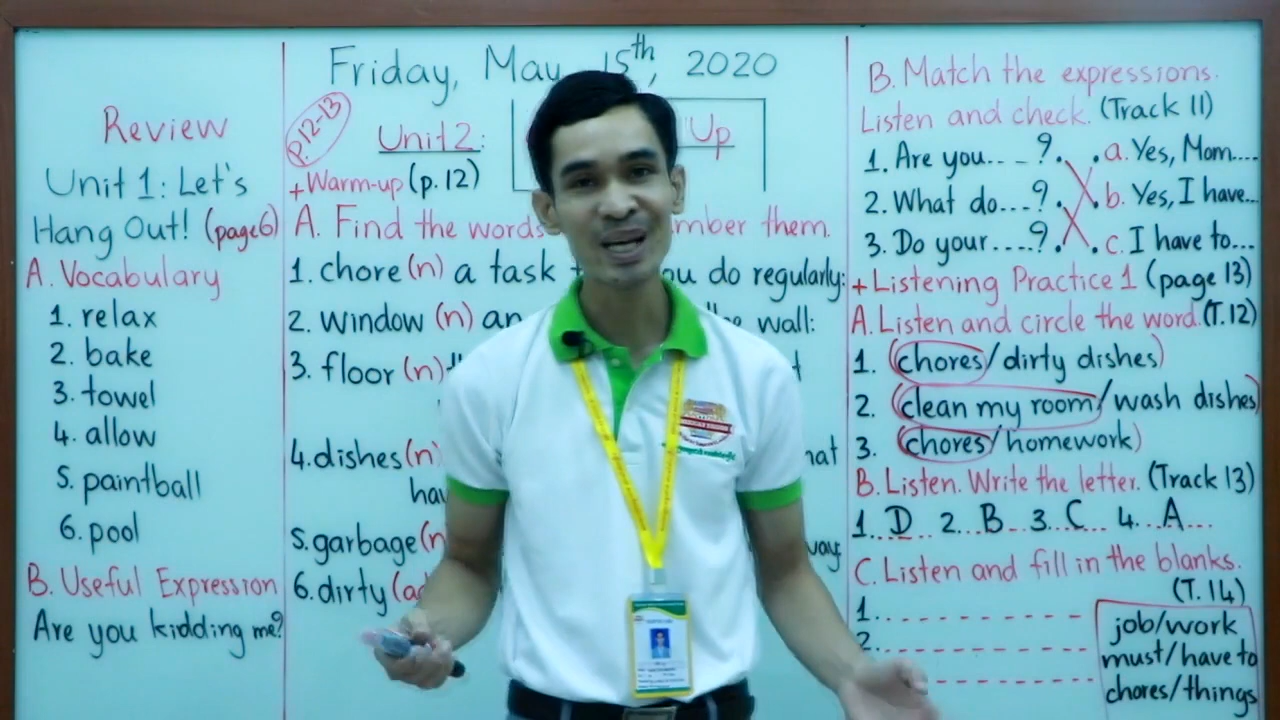 Friday, May 15th, 2020
Review
Unit 1: Let's
Hang Out! (page 6)
A. Vocabulary
1. relax
2. bake
3. towel
4. allow
5. paintball
6. pool
B. Useful Expression
Are you kidding me?
p.12-13
Unit 2: Up
+ Warm-up (p. 12)
A. Find the words mber them.
1. chore (n) a task you do regularly:
2. window (n) an wall:
3. floor (n)
4. dishes (n) hat
hav
5. garbage (n way:
6. dirty (ad
B. Match the expressions.
Listen and check. (Track 11)
1. Are you.... ? . . a. Yes, Mom....
2. What do....? . . b. Yes, I have...
3. Do your ....? . . c. I have to...
+ Listening Practice 1 (page 13)
A. Listen and circle the word. (T.12)
1. (chores/dirty dishes)
2. (clean my room/wash dishes)
3. (chores/homework)
B. Listen. Write the letter. (Track 13)
1...D... 2...B... 3...C... 4...A....
C. Listen and fill in the blanks.
(T.14)
1.
2.
job/work
must/have to
chores/things